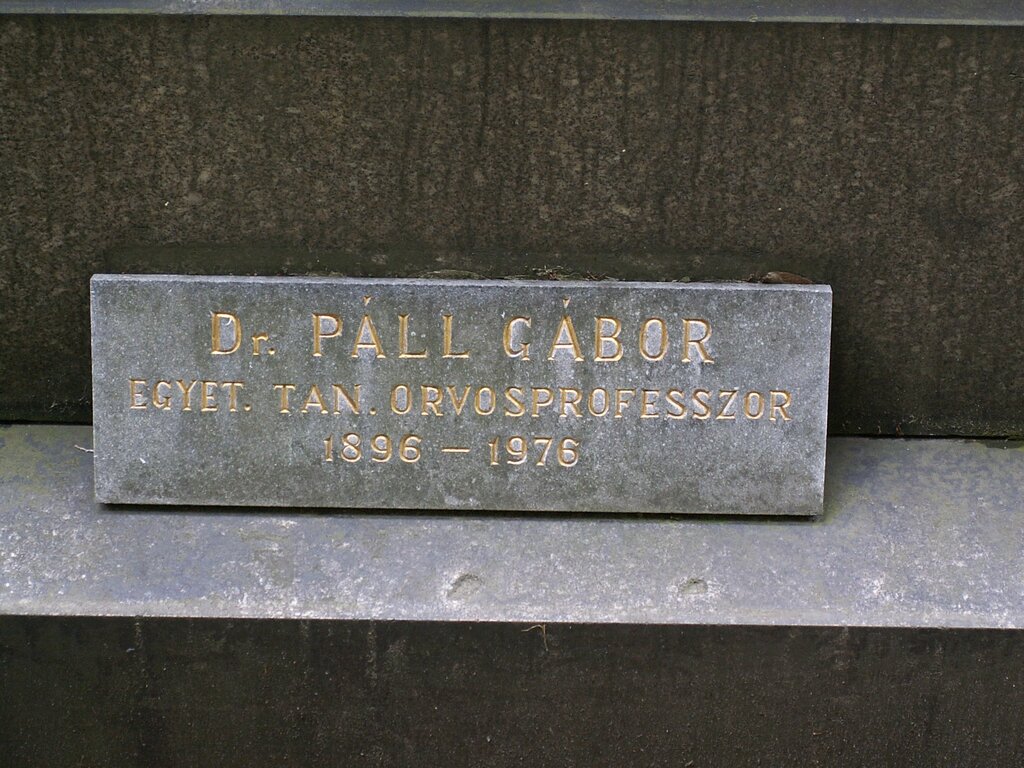 Dr. PÁLL GÁBOR
EGYET. TAN. ORVOSPROFESSZOR
1896 – 1976